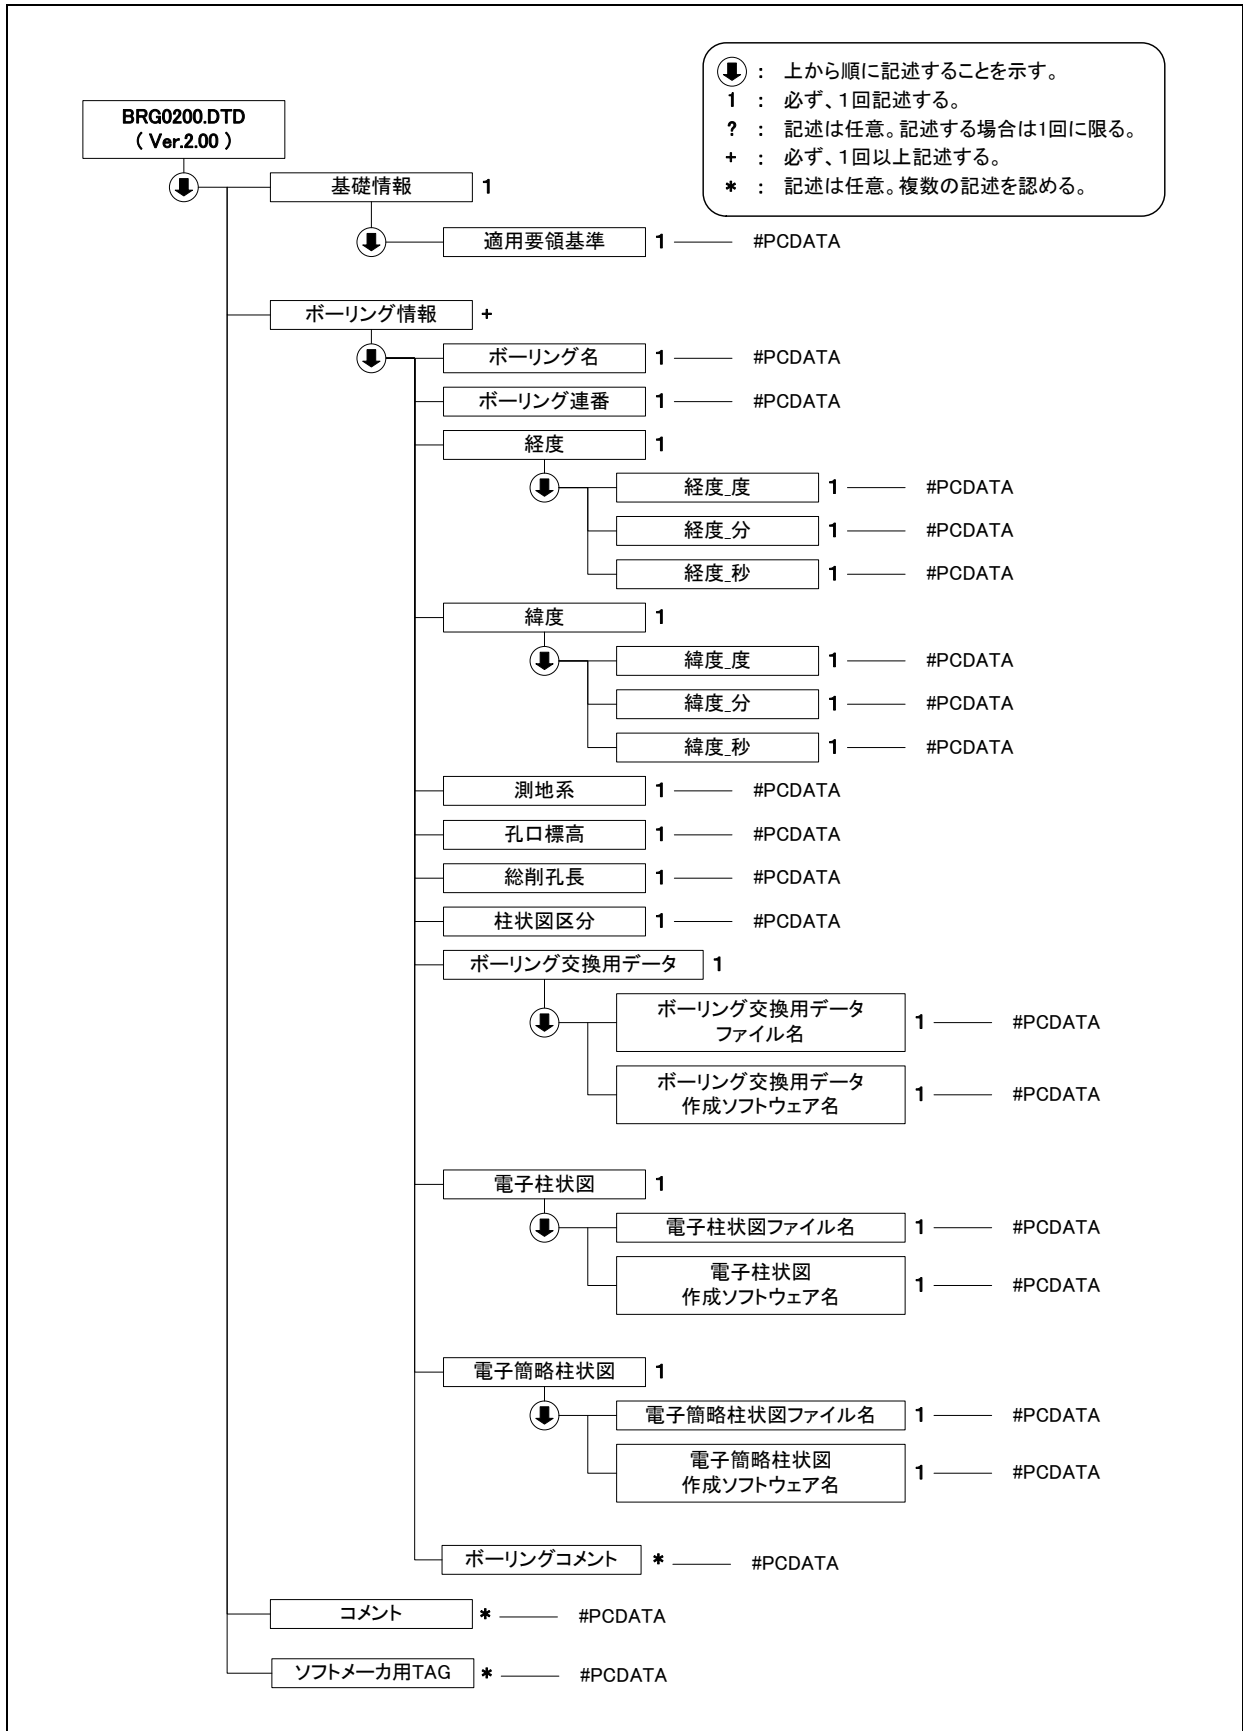 ⬇ : 上から順に記述することを示す。
1 : 必ず、1回記述する。
? : 記述は任意。記述する場合は1回に限る。
+ : 必ず、1回以上記述する。
* : 記述は任意。複数の記述を認める。
BRG0200.DTD
( Ver.2.00 )
基礎情報 1
適用要領基準 1 #PCDATA
ボーリング情報 +
ボーリング名 1 #PCDATA
ボーリング連番 1 #PCDATA
経度 1
経度_度 1 #PCDATA
経度_分 1 #PCDATA
経度_秒 1 #PCDATA
緯度 1
緯度_度 1 #PCDATA
緯度_分 1 #PCDATA
緯度_秒 1 #PCDATA
測地系 1 #PCDATA
孔口標高 1 #PCDATA
総削孔長 1 #PCDATA
柱状図区分 1 #PCDATA
ボーリング交換用データ 1
ボーリング交換用データ
ファイル名 1 #PCDATA
ボーリング交換用データ
作成ソフトウェア名 1 #PCDATA
電子柱状図 1
電子柱状図ファイル名 1 #PCDATA
電子柱状図
作成ソフトウェア名 1 #PCDATA
電子簡略柱状図 1
電子簡略柱状図ファイル名 1 #PCDATA
電子簡略柱状図
作成ソフトウェア名 1 #PCDATA
ボーリングコメント * #PCDATA
コメント * #PCDATA
ソフトメーカ用TAG * #PCDATA